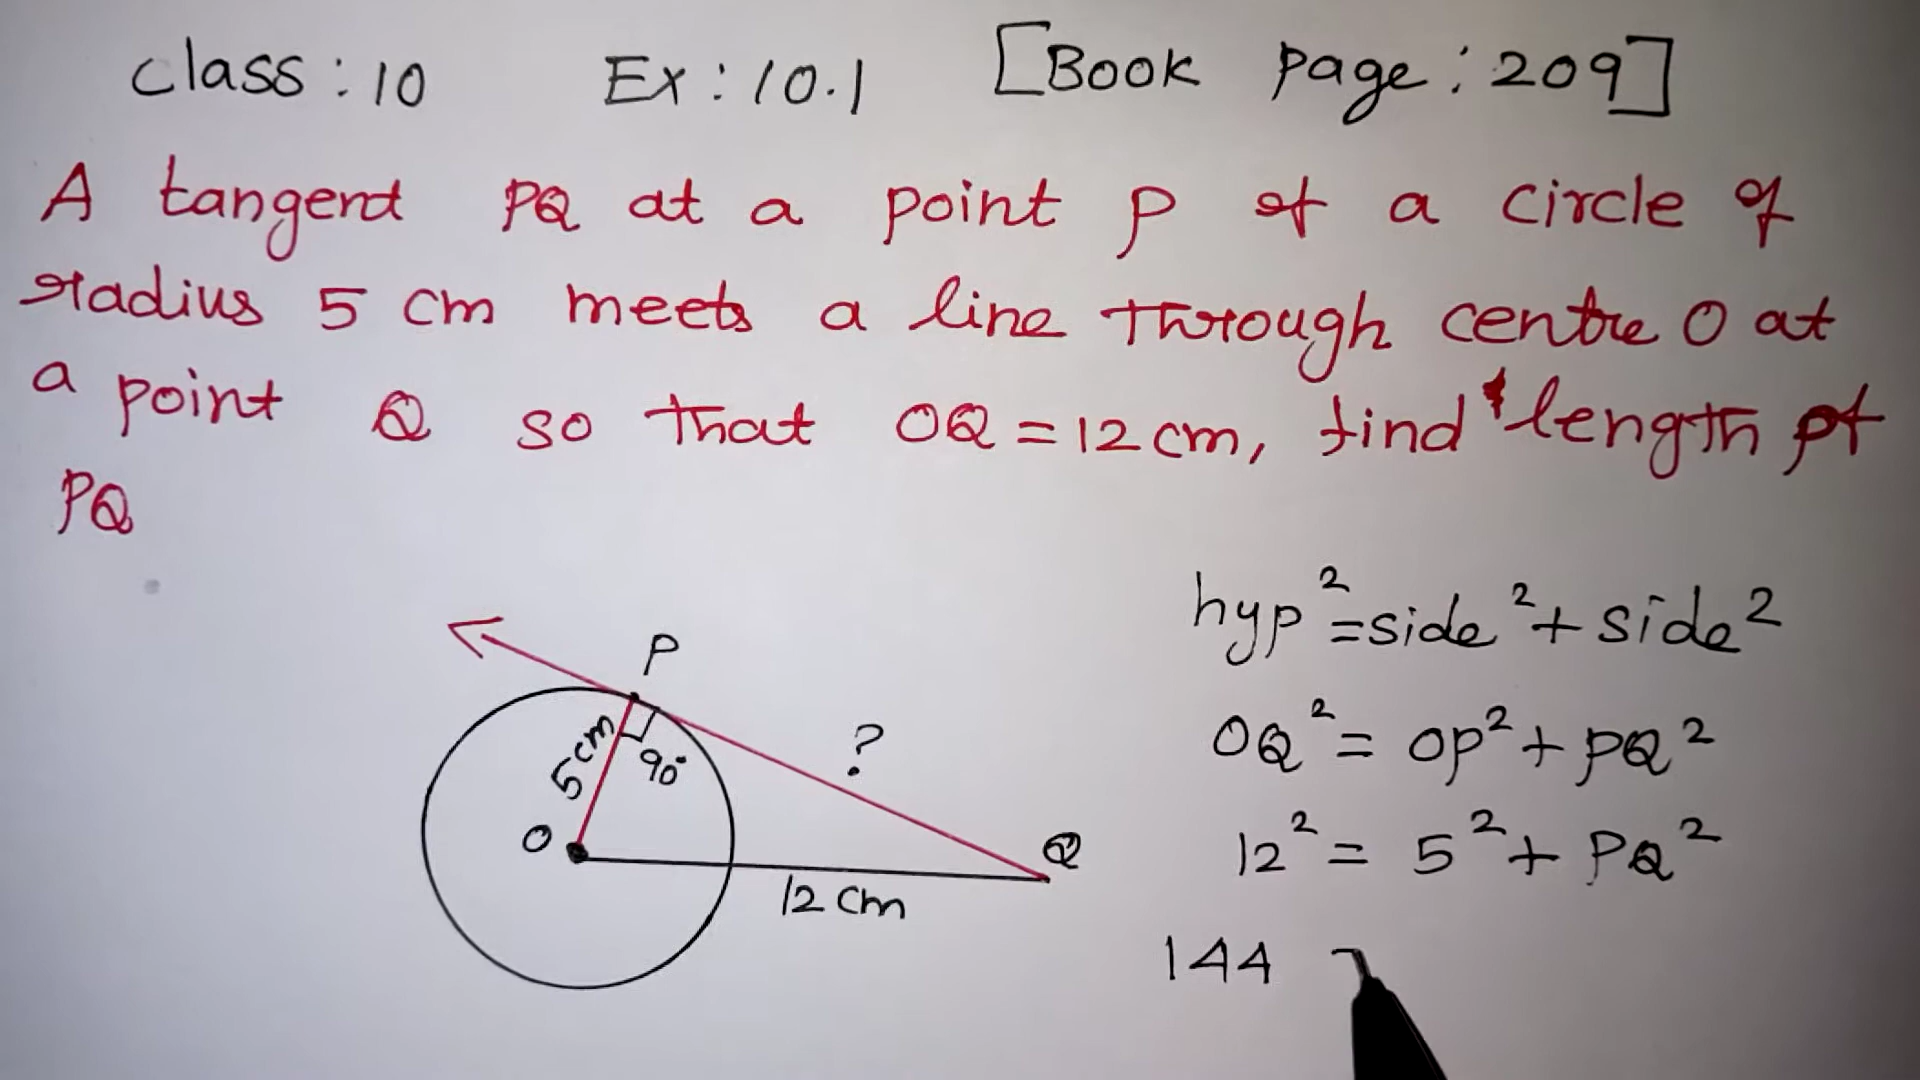 Class : 10 Ex : 10.1 [Book Page : 209]
A tangent PQ at a point P of a circle of
radius 5 cm meets a line through centre O at
a point Q so that OQ = 12 cm, find length of
PQ
P
5 cm
90°
?
O
Q
12 cm
hyp² = side² + side²
OQ² = OP² + PQ²
12² = 5² + PQ²
144